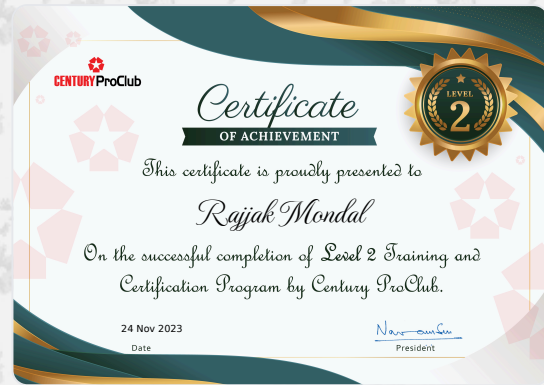 CENTURY ProClub
Certificate
OF ACHIEVEMENT
LEVEL
2
This certificate is proudly presented to
Rajjak Mondal
On the successful completion of Level 2 Training and
Certification Program by Century ProClub.
24 Nov 2023
Date
President